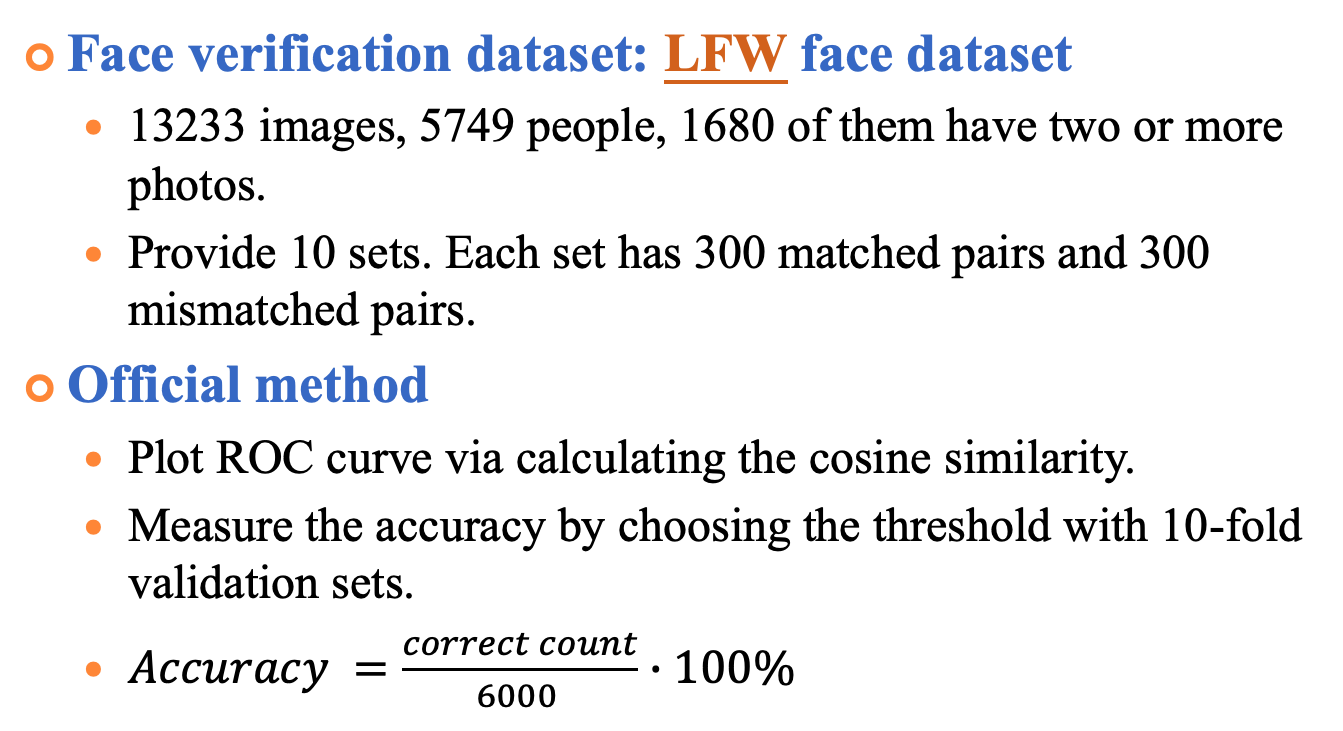 Face verification dataset: LFW face dataset
13233 images, 5749 people, 1680 of them have two or more
photos.
Provide 10 sets. Each set has 300 matched pairs and 300
mismatched pairs.
Official method
Plot ROC curve via calculating the cosine similarity.
Measure the accuracy by choosing the threshold with 10-fold
validation sets.
Accuracy = correct count / 6000 · 100%